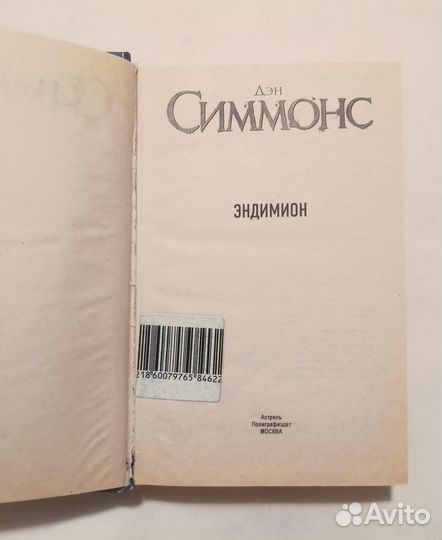 Дэн
Симмонс
ЭНДИМИОН
2186007976584622
Астрель
Полиграфиздат
МОСКВА
Avito